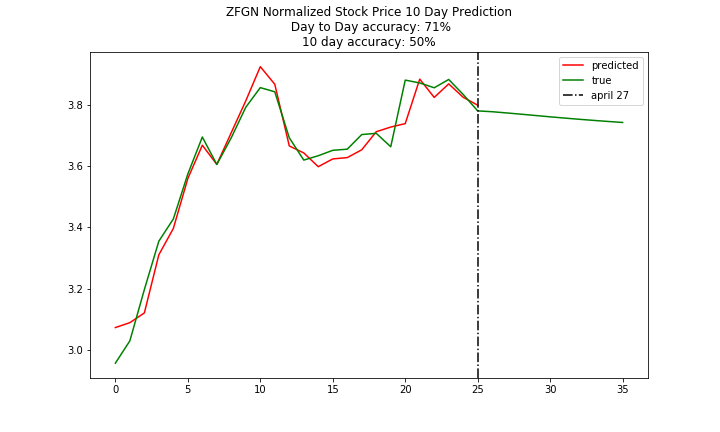 ZFGN Normalized Stock Price 10 Day Prediction
Day to Day accuracy: 71%
10 day accuracy: 50%
predicted
true
april 27
3.8
3.6
3.4
3.2
3.0
0 5 10 15 20 25 30 35